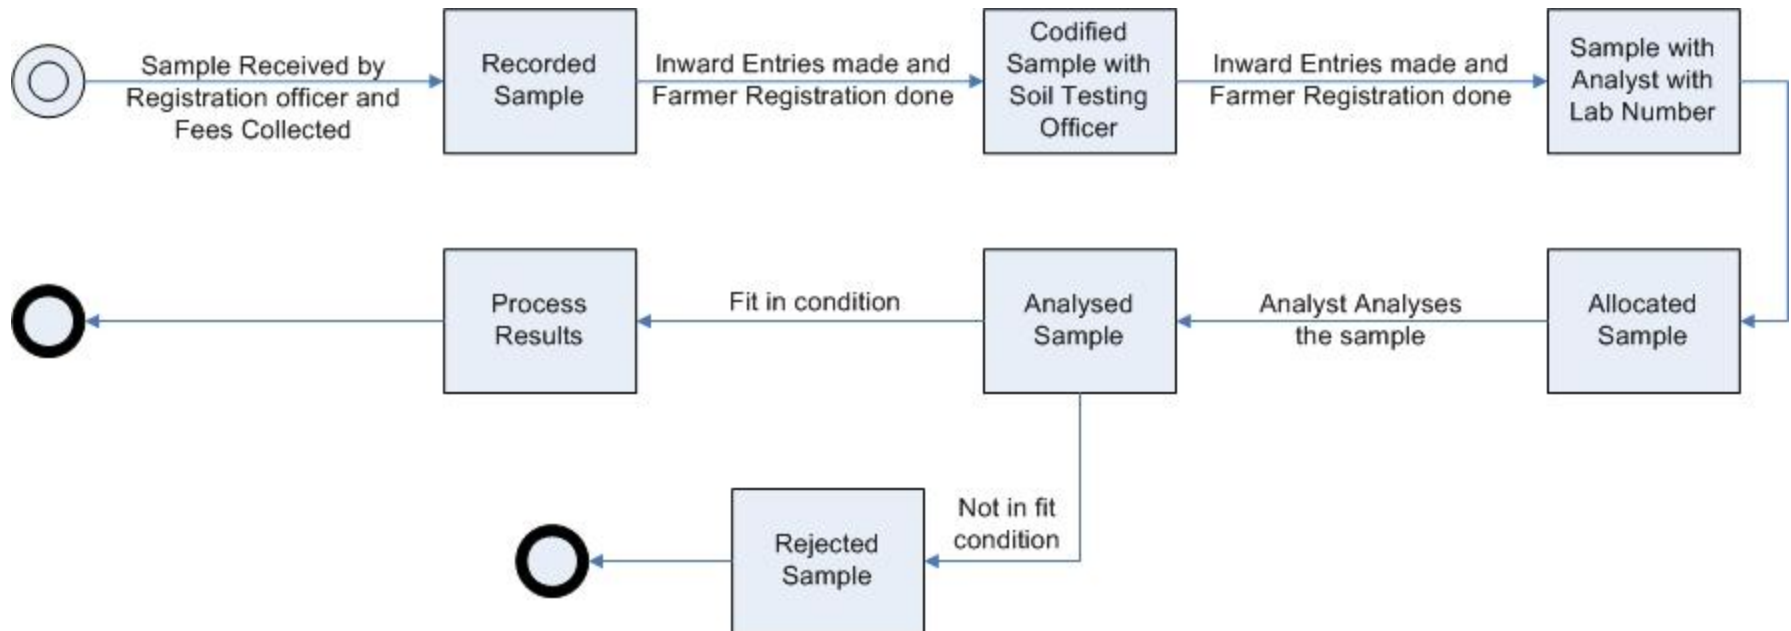 Sample Received by
Registration officer and
Fees Collected
Recorded
Sample
Inward Entries made and
Farmer Registration done
Codified
Sample with
Soil Testing
Officer
Inward Entries made and
Farmer Registration done
Sample with
Analyst with
Lab Number
Allocated
Sample
Analyst Analyses
the sample
Analysed
Sample
Fit in condition
Process
Results
Not in fit
condition
Rejected
Sample